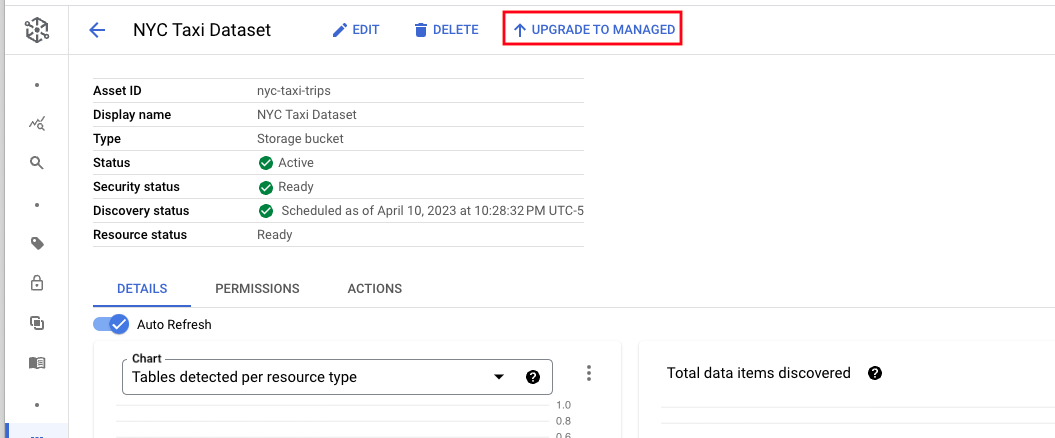 NYC Taxi Dataset EDIT DELETE UPGRADE TO MANAGED
Asset ID nyc-taxi-trips
Display name NYC Taxi Dataset
Type Storage bucket
Status Active
Security status Ready
Discovery status Scheduled as of April 10, 2023 at 10:28:32 PM UTC-5
Resource status Ready
DETAILS PERMISSIONS ACTIONS
Auto Refresh
Chart
Tables detected per resource type
Total data items discovered
1.0
0.8
0.6